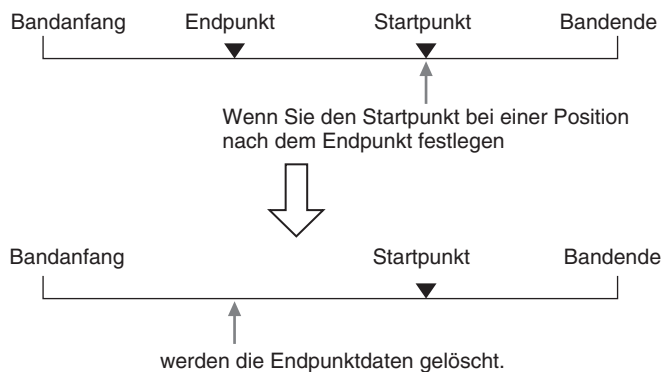 Bandanfang Endpunkt Startpunkt Bandende
Wenn Sie den Startpunkt bei einer Position
nach dem Endpunkt festlegen
Bandanfang Startpunkt Bandende
werden die Endpunktdaten gelöscht.